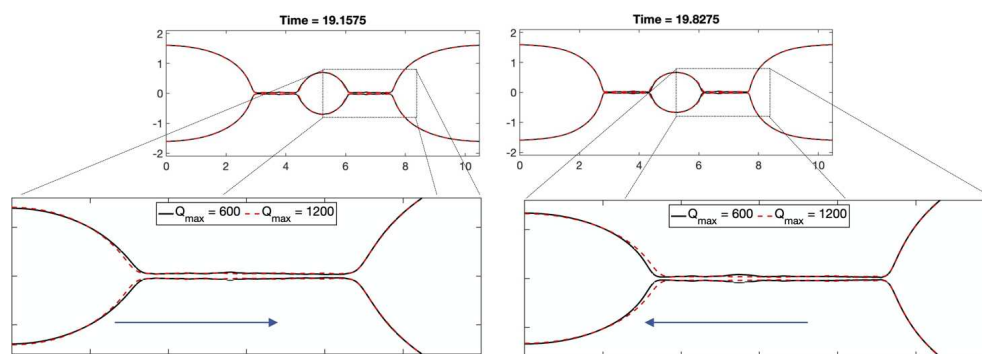 Time = 19.1575
2
1
0
-1
-2
0 2 4 6 8 10
Q_max = 600 Q_max = 1200
Time = 19.8275
2
1
0
-1
-2
0 2 4 6 8 10
Q_max = 600 Q_max = 1200